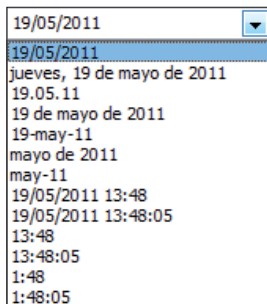 19/05/2011
19/05/2011
jueves, 19 de mayo de 2011
19.05.11
19 de mayo de 2011
19-may-11
mayo de 2011
may-11
19/05/2011 13:48
19/05/2011 13:48:05
13:48
13:48:05
1:48
1:48:05